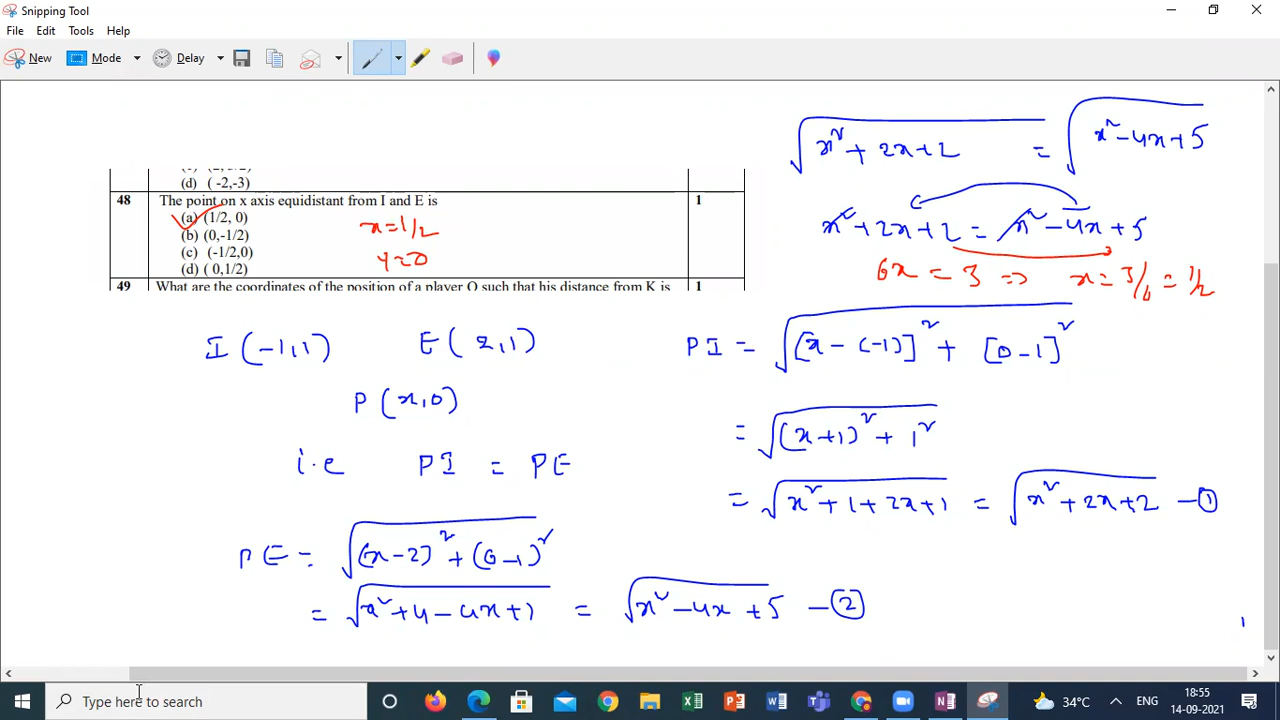 Snipping Tool
File Edit Tools Help
New Mode Delay
(d) ( -2,-3)
48 The point on x axis equidistant from I and E is 1
(a) (1/2, 0)
(b) (0,-1/2)
(c) (-1/2,0)
(d) ( 0,1/2)
x=1/2
y=0
49 What are the coordinates of the position of a player Q such that his distance from K is 1
√x²+2x+2 = √x²-4x+5
x²+2x+2 = x²-4x+5
6x = 3 => x = 3/6 = 1/2
I (-1,1) E (2,1)
P (x,0)
i.e PI = PE
PE = √(x-2)²+(0-1)²
= √x²+4-4x+1 = √x²-4x+5 -②
PI = √[x-(-1)]² + [0-1]²
= √(x+1)² + 1²
= √x²+1+2x+1 = √x²+2x+2 -①
Type here to search
34°C ENG 18:55
14-09-2021